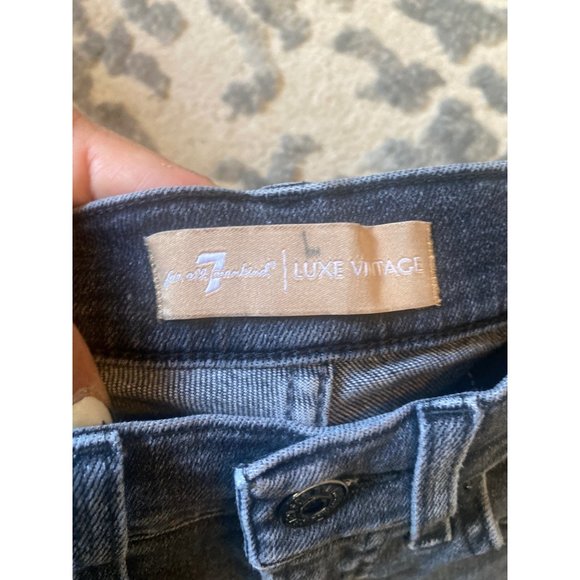 L
7 for all mankind® | LUXE VINTAGE